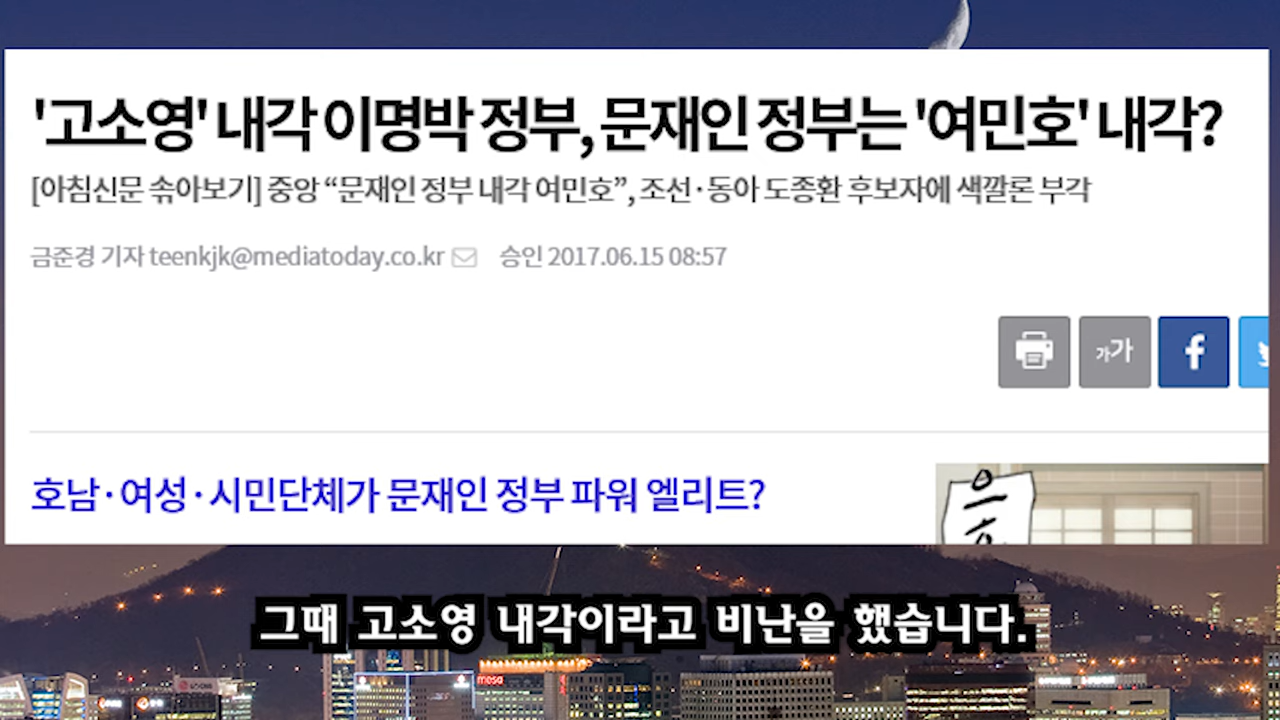 '고소영' 내각 이명박 정부, 문재인 정부는 '여민호' 내각?
[아침신문 솎아보기] 중앙 “문재인 정부 내각 여민호”, 조선·동아 도종환 후보자에 색깔론 부각
금준경 기자 teenkjk@mediatoday.co.kr 승인 2017.06.15 08:57
가가
호남·여성·시민단체가 문재인 정부 파워 엘리트?
으
그때 고소영 내각이라고 비난을 했습니다.
mesa